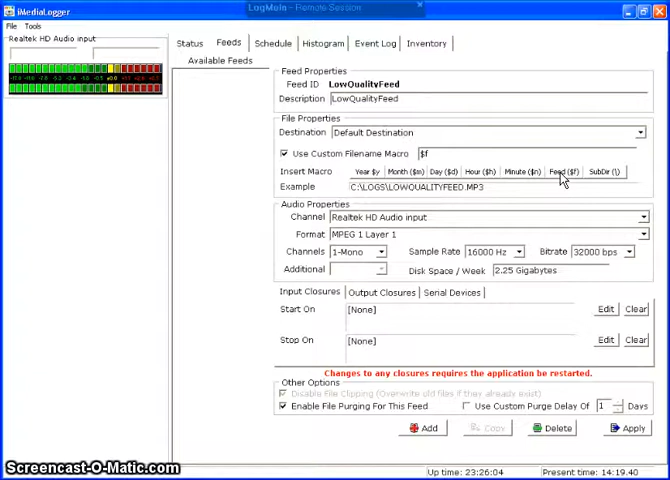 LogMeIn - Remote Session
iMediaLogger
File Tools
Realtek HD Audio input
Status Feeds Schedule Histogram Event Log Inventory
Available Feeds
Feed Properties
Feed ID LowQualityFeed
Description LowQualityFeed
File Properties
Destination Default Destination
Use Custom Filename Macro $f
Insert Macro Year $y Month ($m) Day ($d) Hour ($h) Minute ($n) Feed ($f) SubDir (\)
Example C:\LOGS\LOWQUALITYFEED.MP3
Audio Properties
Channel Realtek HD Audio input
Format MPEG 1 Layer 1
Channels 1-Mono Sample Rate 16000 Hz Bitrate 32000 bps
Additional Disk Space / Week 2.25 Gigabytes
Input Closures Output Closures Serial Devices
Start On [None] Edit Clear
Stop On [None] Edit Clear
Changes to any closures requires the application be restarted.
Other Options
Disable File Clipping (Overwrite old files if they already exist)
Enable File Purging For This Feed Use Custom Purge Delay Of 1 Days
Add Copy Delete Apply
Screencast-O-Matic.com
Up time: 23:26:04 Present time: 14:19.40